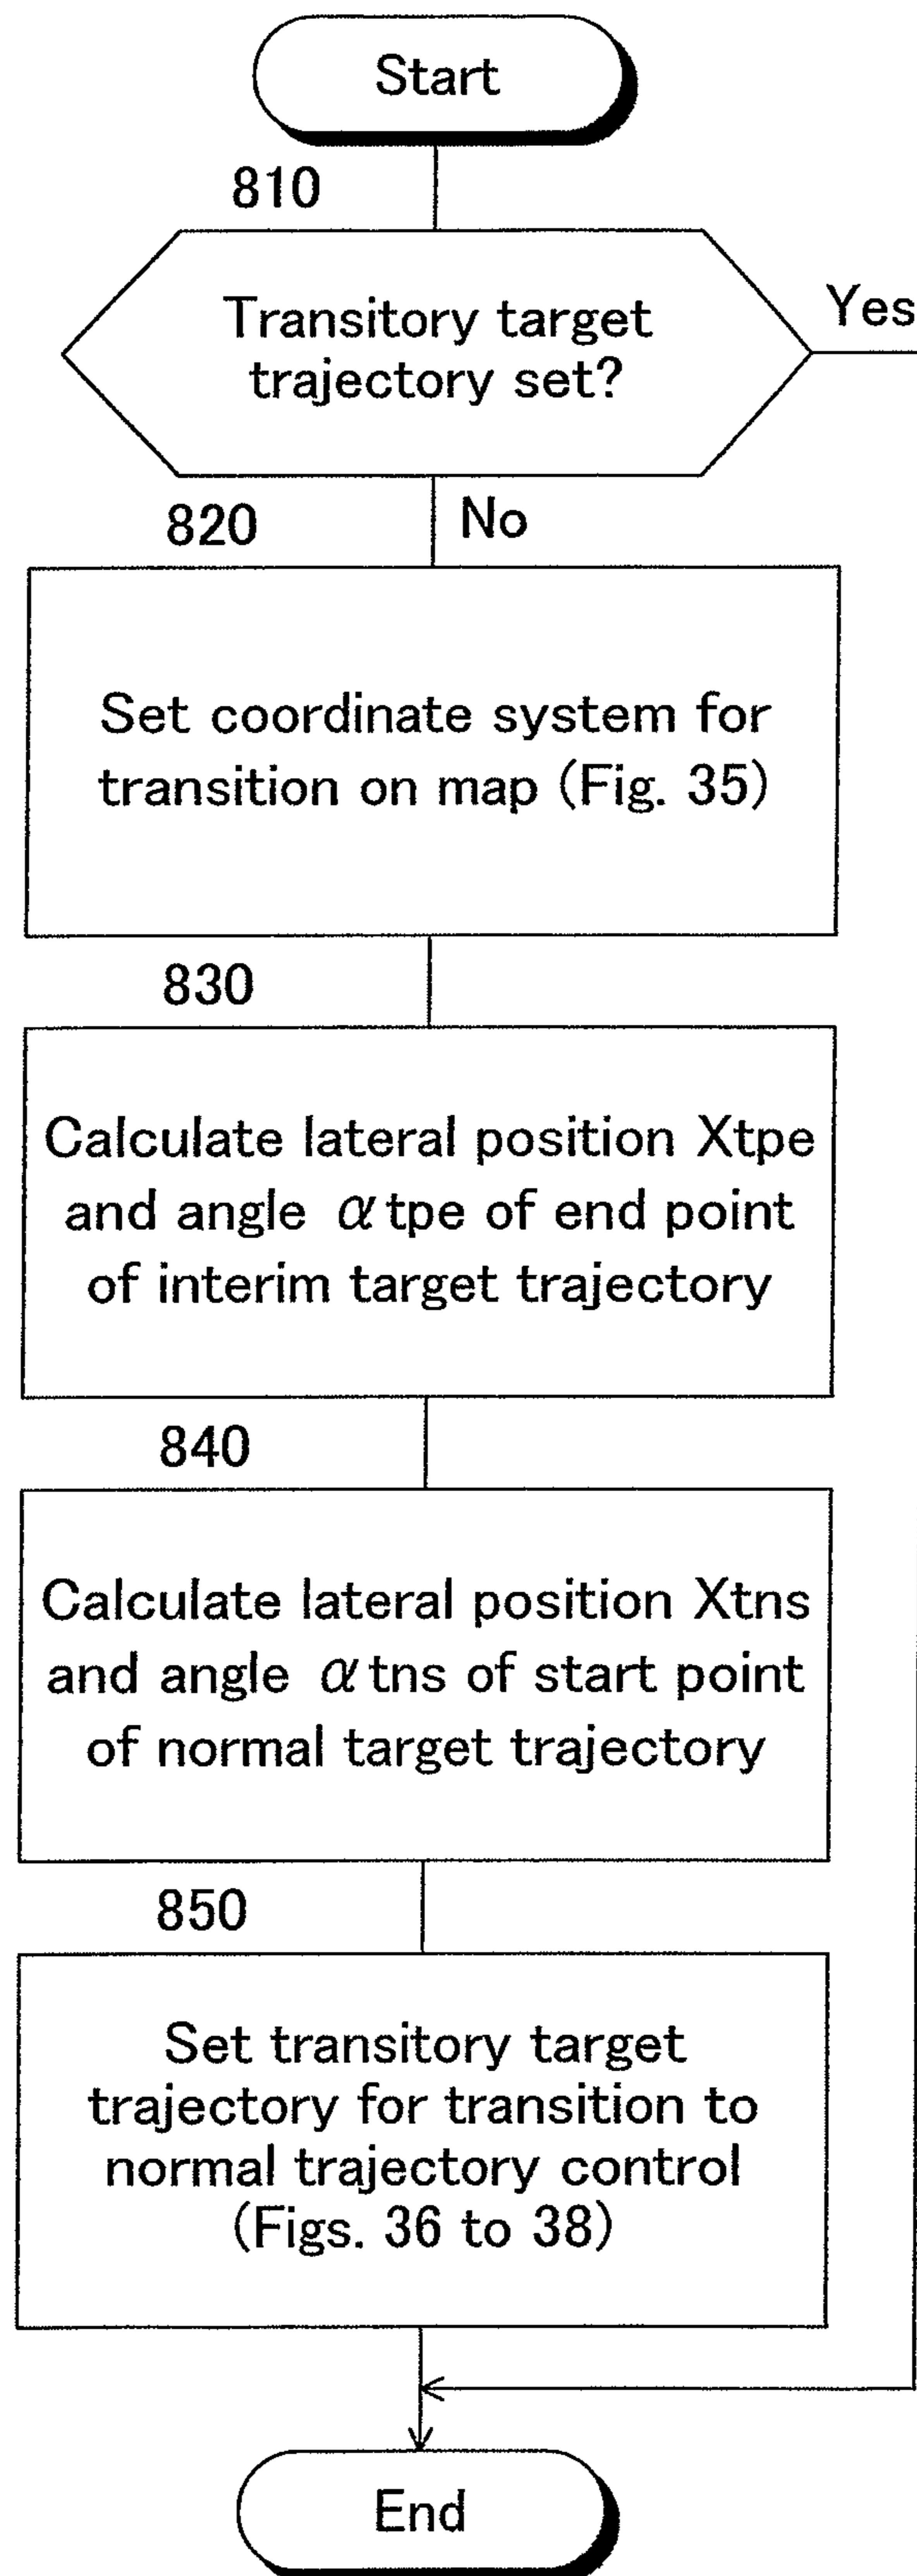 Start
810
Transitory target
trajectory set?
Yes
820
No
Set coordinate system for
transition on map (Fig. 35)
830
Calculate lateral position Xtpe
and angle αtpe of end point
of interim target trajectory
840
Calculate lateral position Xtns
and angle αtns of start point
of normal target trajectory
850
Set transitory target
trajectory for transition to
normal trajectory control
(Figs. 36 to 38)
End